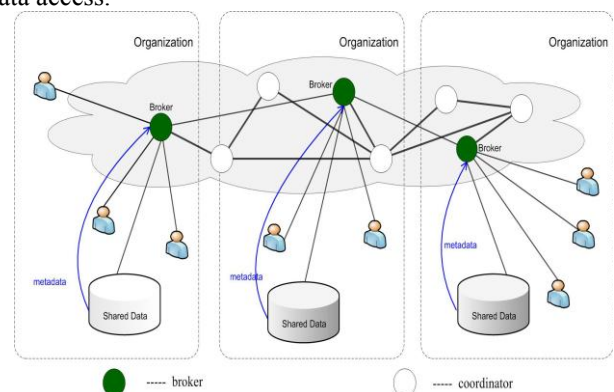 data access.
Organization
Organization
Organization
Broker
Broker
Broker
metadata
metadata
metadata
Shared Data
Shared Data
Shared Data
----- broker
----- coordinator